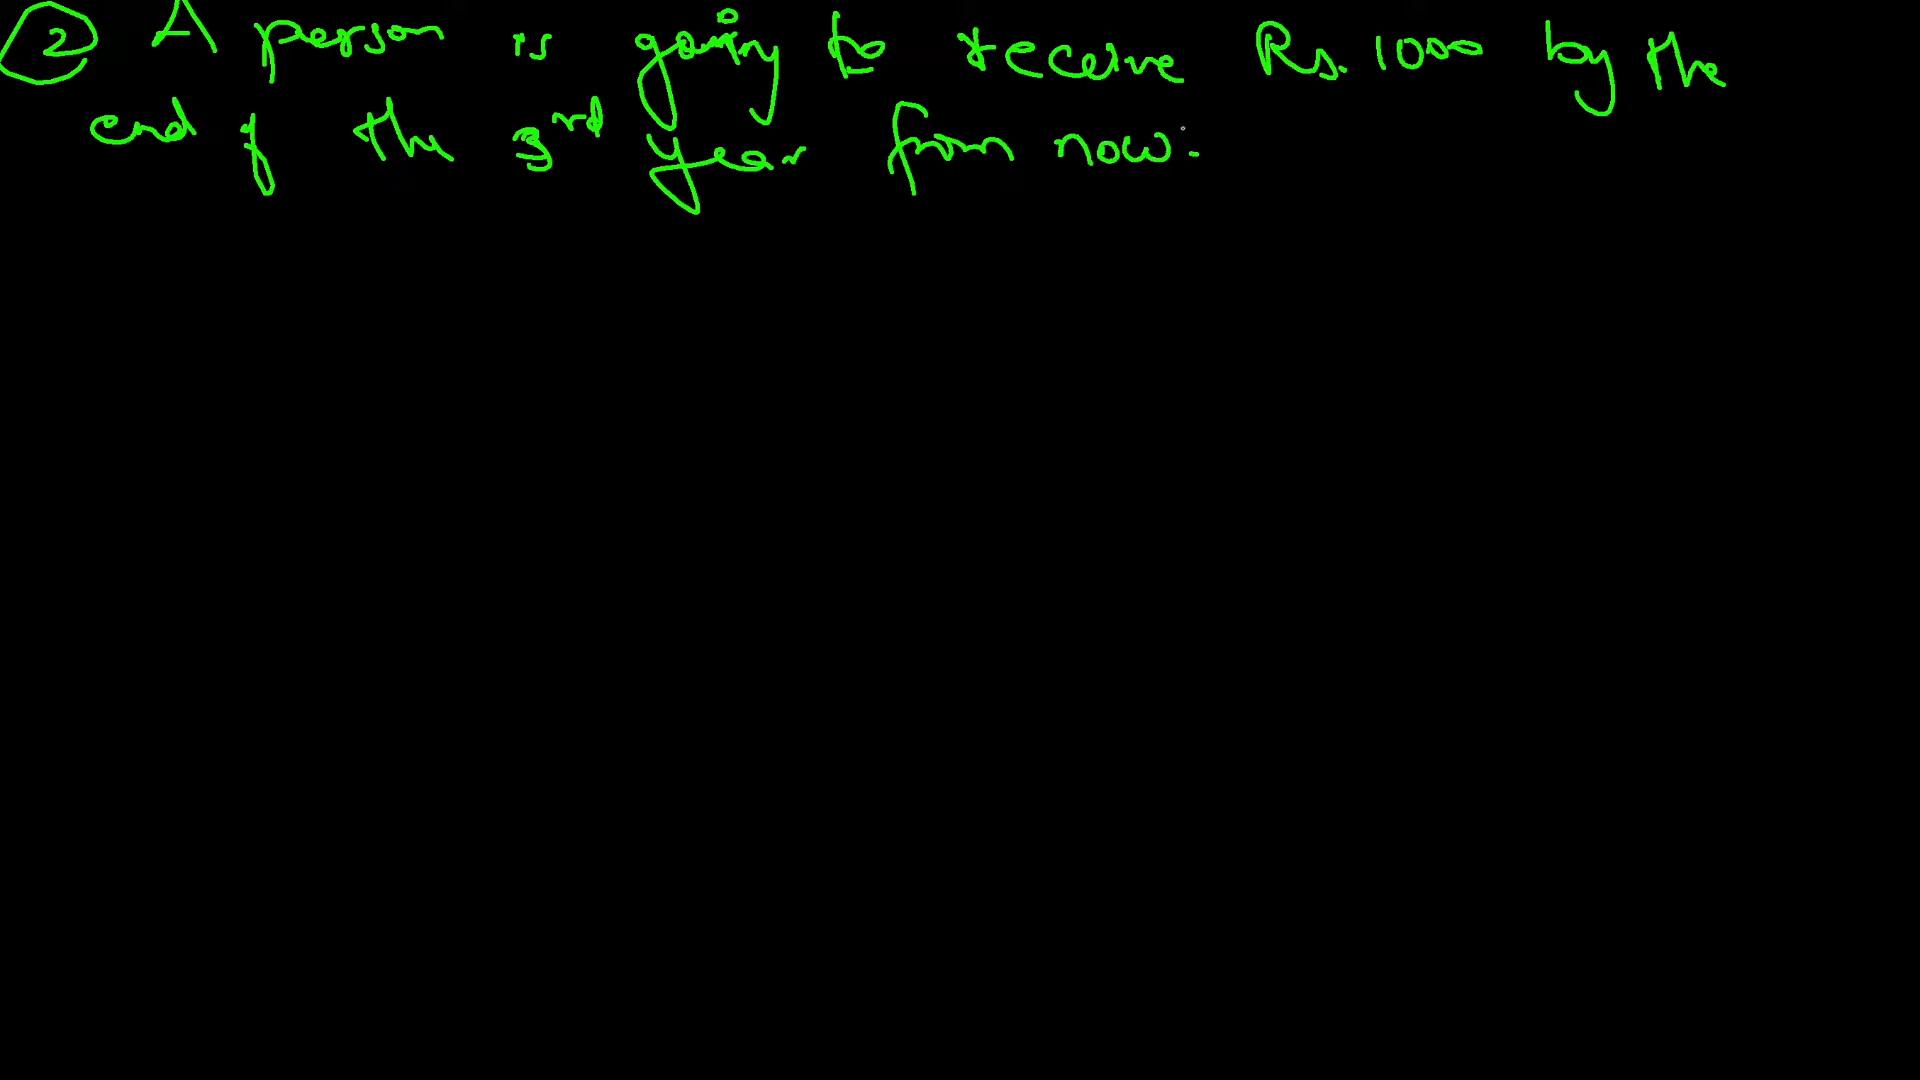 2 A person is going to receive Rs. 1000 by the
end of the 3rd year from now.